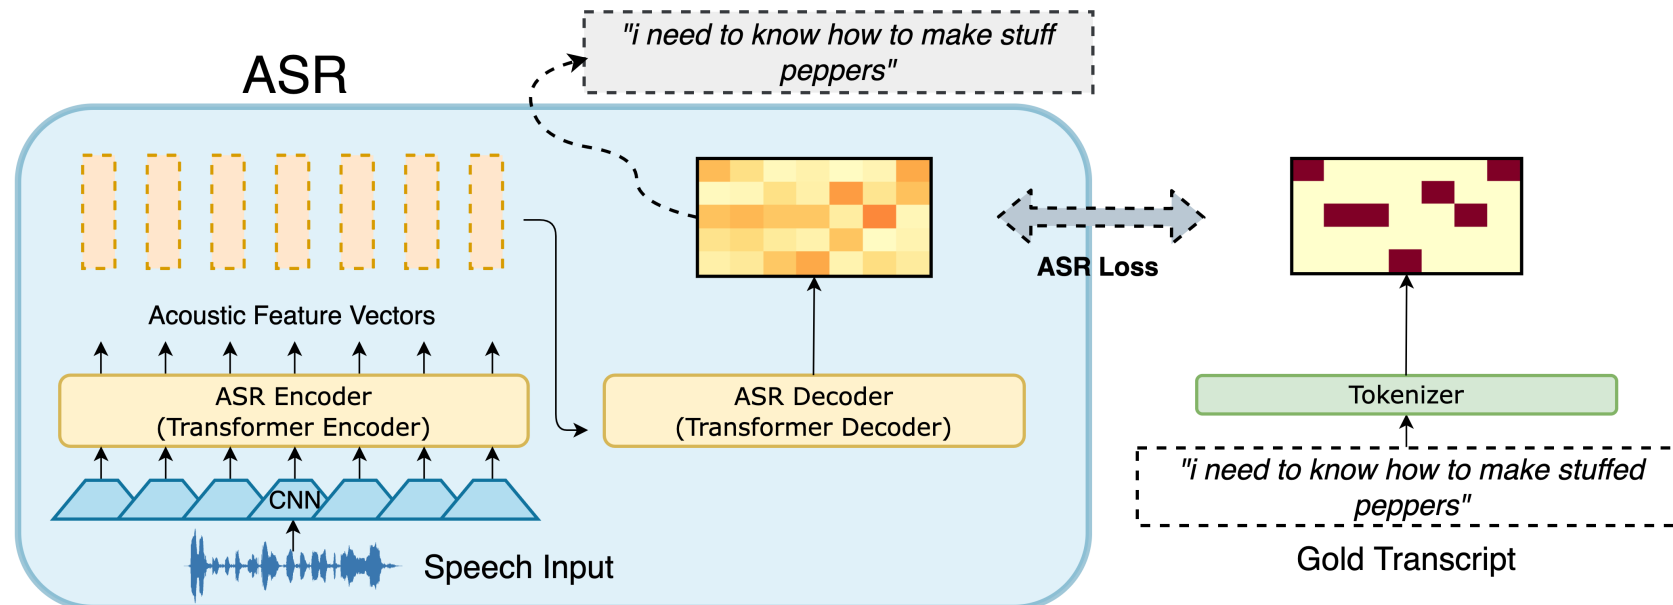 "i need to know how to make stuff
peppers"
ASR
ASR Loss
Acoustic Feature Vectors
ASR Encoder
(Transformer Encoder)
ASR Decoder
(Transformer Decoder)
Tokenizer
CNN
"i need to know how to make stuffed
peppers"
Speech Input
Gold Transcript